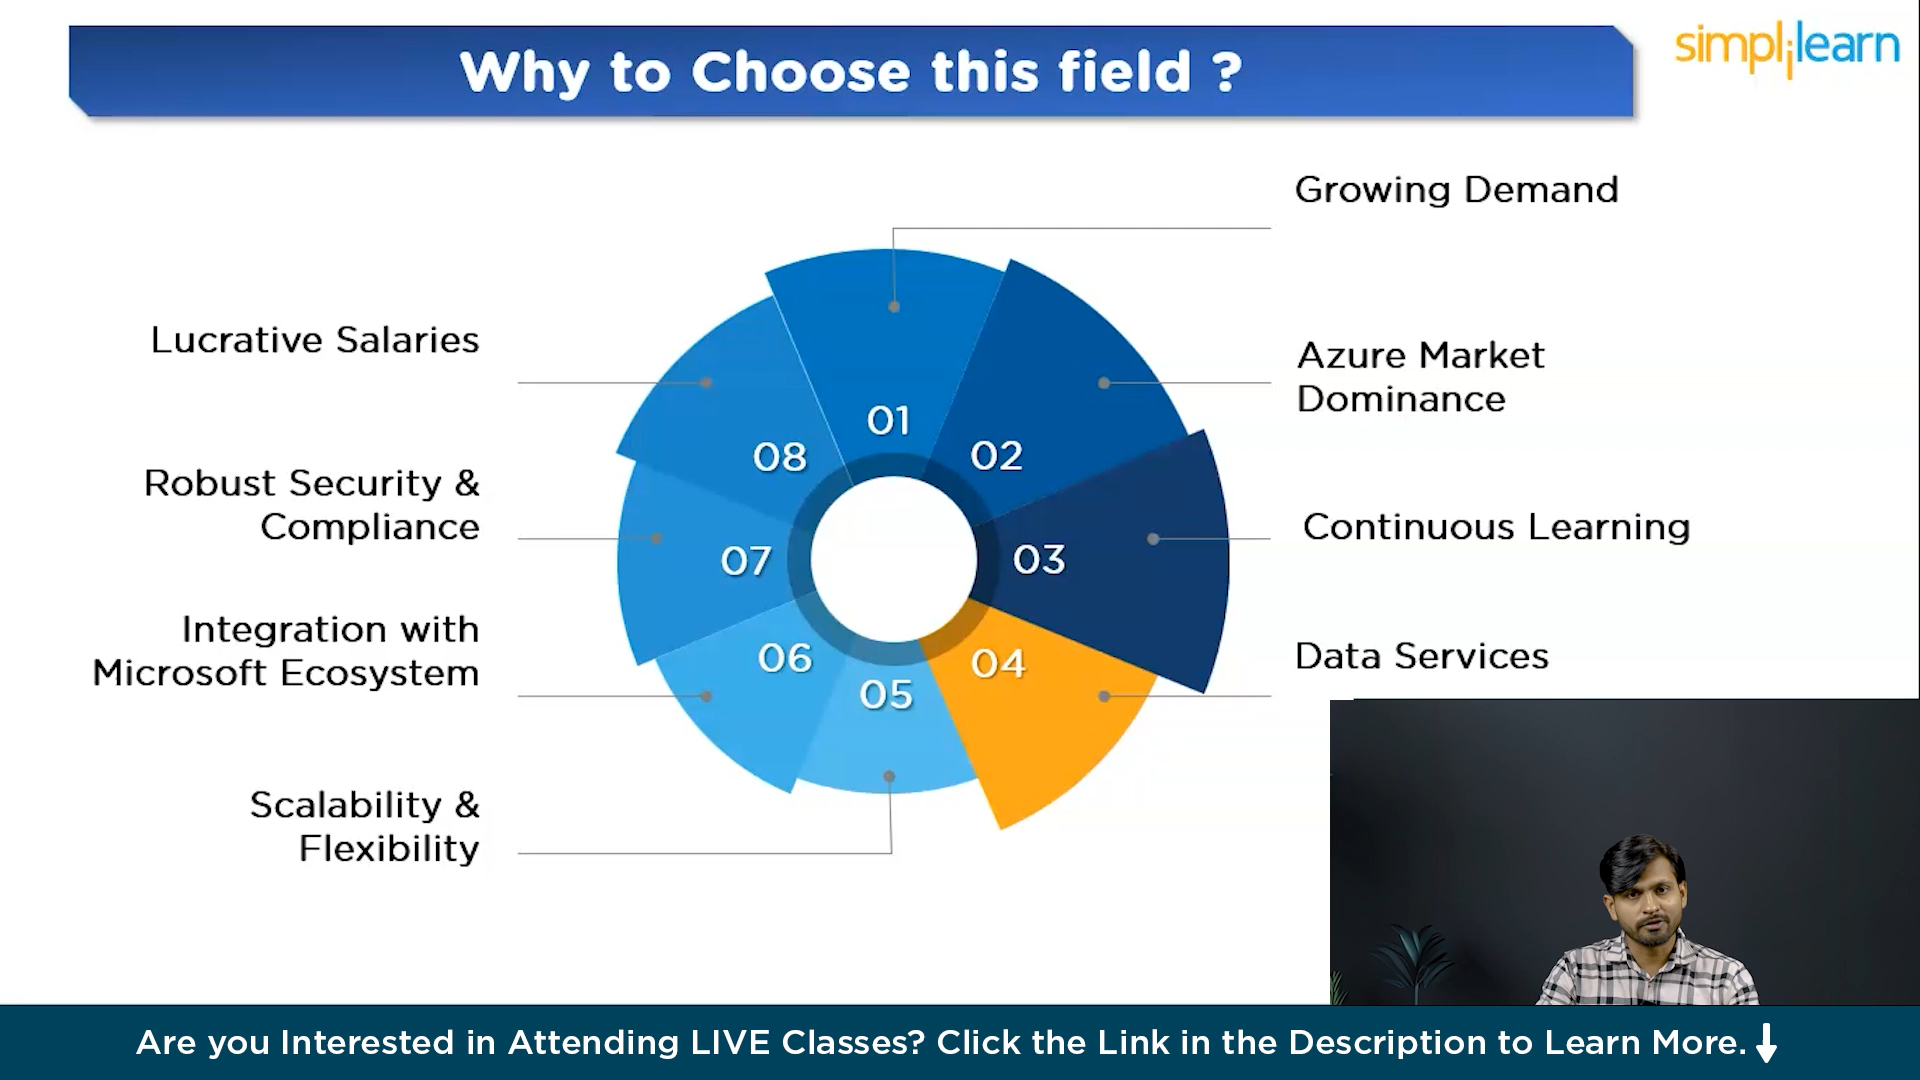 Why to Choose this field ?
simplilearn
Growing Demand
Azure Market
Dominance
Continuous Learning
Data Services
Lucrative Salaries
Robust Security &
Compliance
Integration with
Microsoft Ecosystem
Scalability &
Flexibility
01
02
03
04
05
06
07
08
Are you Interested in Attending LIVE Classes? Click the Link in the Description to Learn More.